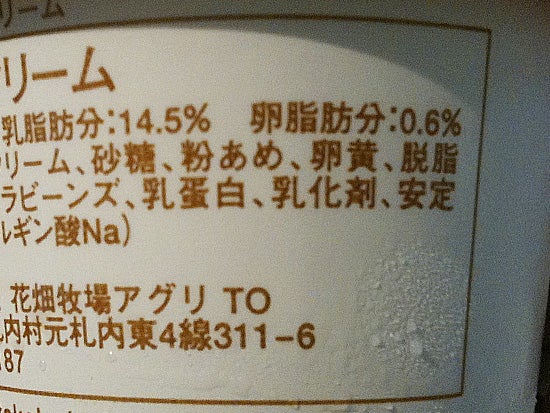 リーム
リーム
乳脂肪分:14.5% 卵脂肪分:0.6%
リーム、砂糖、粉あめ、卵黄、脱脂
ラビーンズ、乳蛋白、乳化剤、安定
ルギン酸Na)
花畑牧場アグリ TO
内村元札内東4線311-6
87